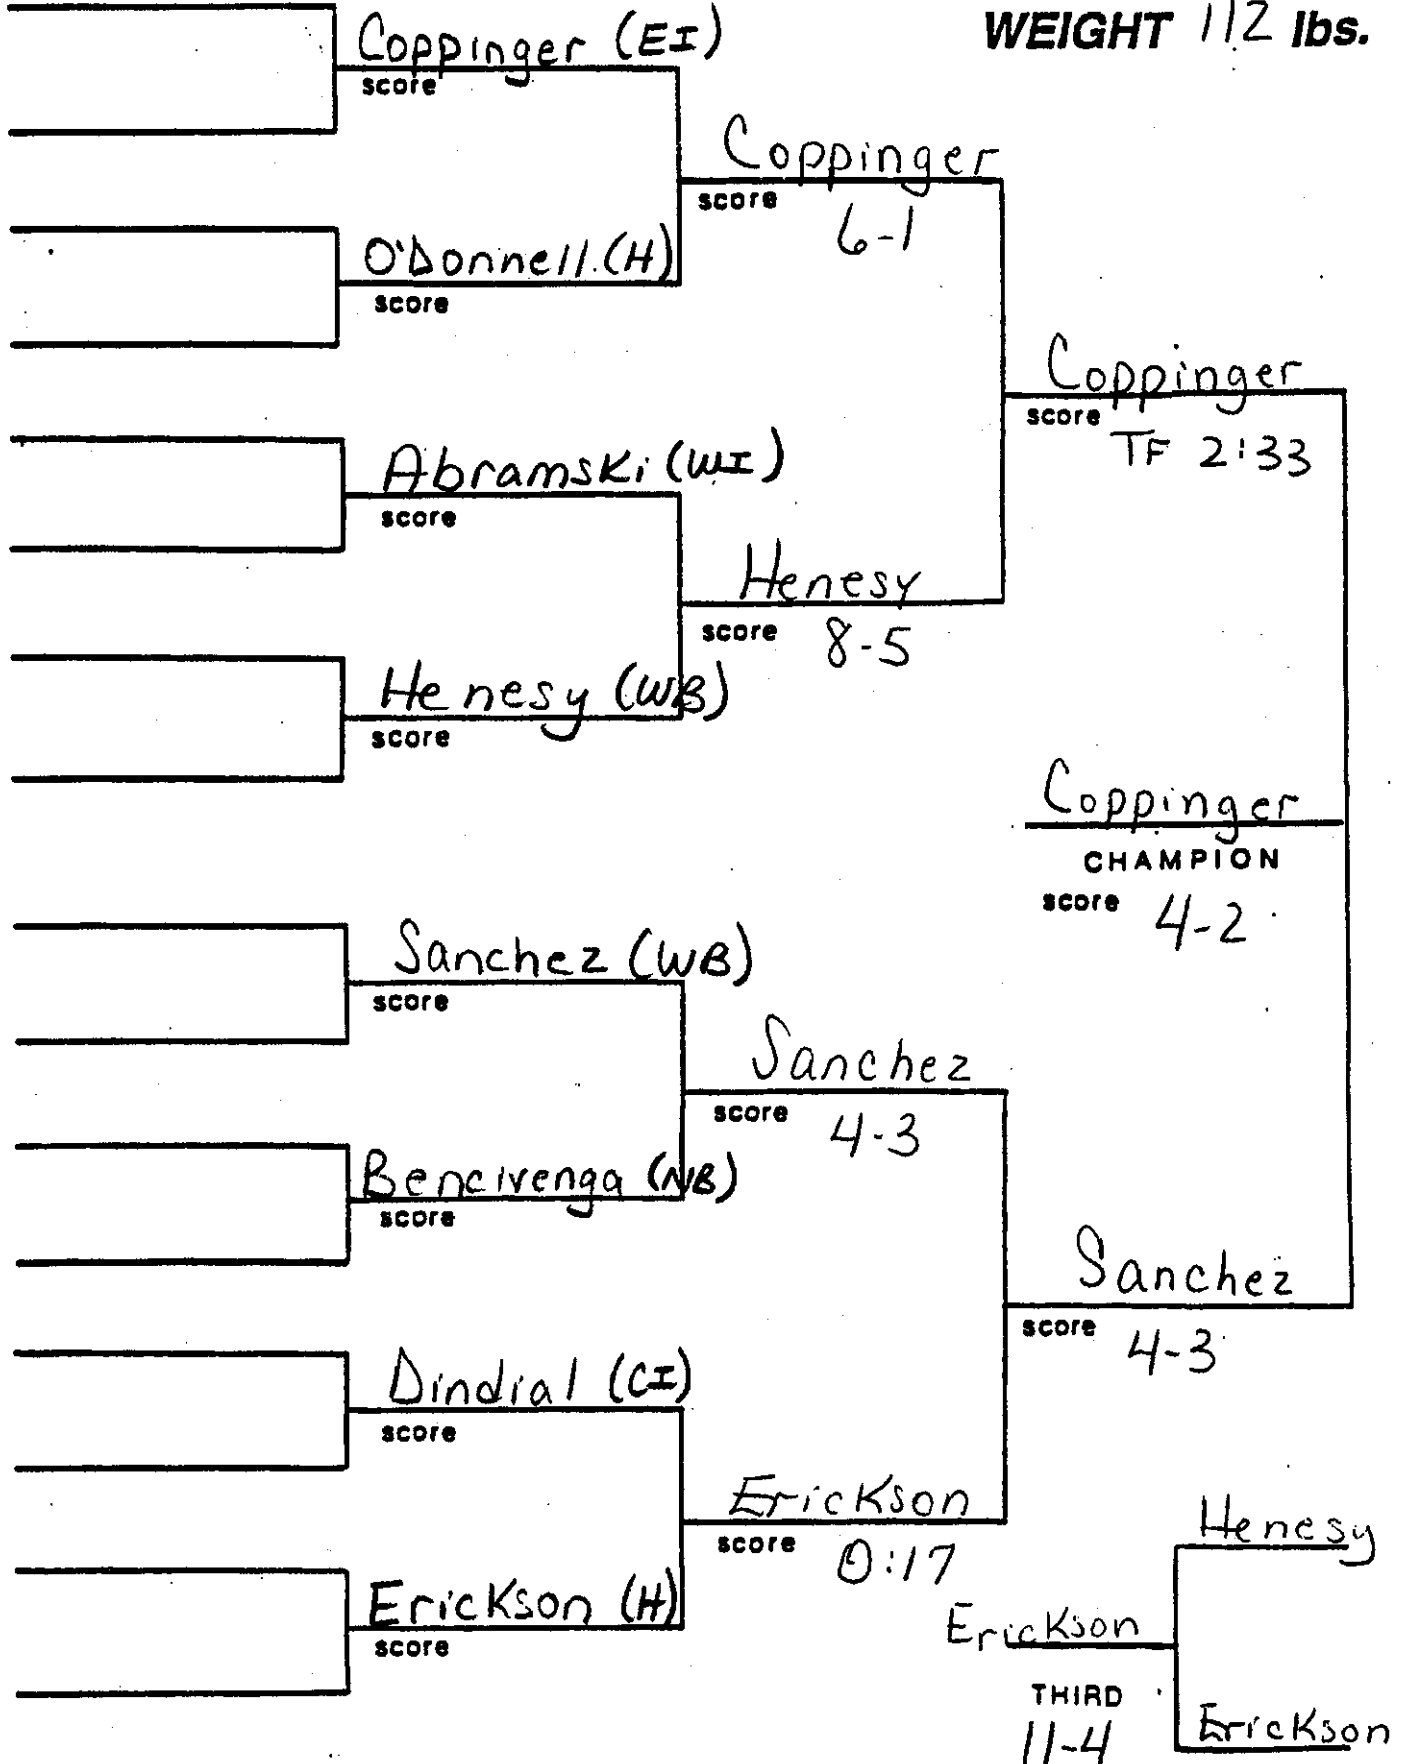 WEIGHT 112 lbs.
Coppinger (EI)
score
Coppinger
score
6-1
O'Donnell (H)
score
Coppinger
score
TF 2:33
Abramski (WI)
score
Henesy
score
8-5
Henesy (WB)
score
Coppinger
CHAMPION
score
4-2
Sanchez (WB)
score
Sanchez
score
4-3
Bencivenga (NB)
score
Sanchez
score
4-3
Dindial (CI)
score
Erickson
score
0:17
Erickson (H)
score
Henesy
Erickson
THIRD
11-4
Erickson